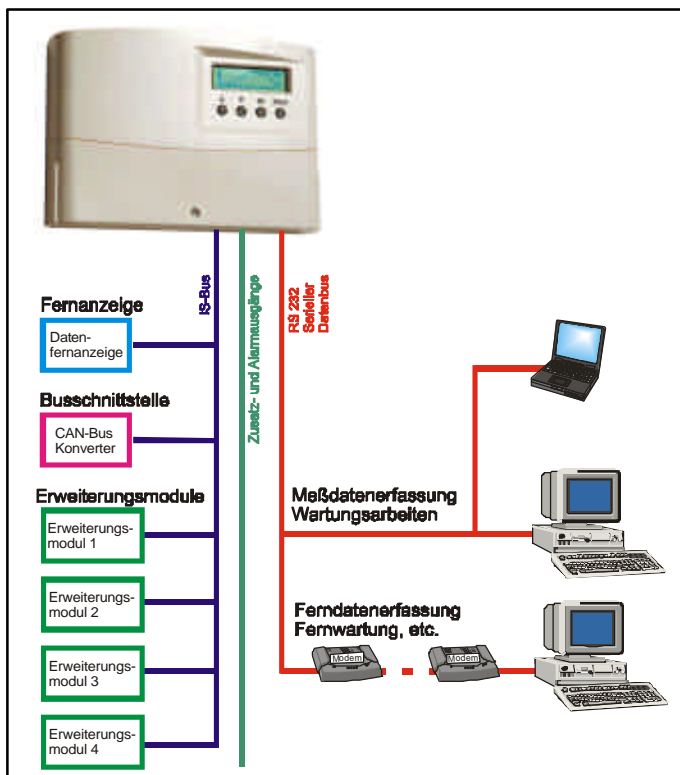 IS-Bus
Zusatz- und Alarmausgänge
RS 232
Serieller
Datenbus
Fernanzeige
Daten-
fernanzeige
Busschnittstelle
CAN-Bus
Konverter
Erweiterungsmodule
Erweiterungs-
modul 1
Erweiterungs-
modul 2
Erweiterungs-
modul 3
Erweiterungs-
modul 4
Meßdatenerfassung
Wartungsarbeiten
Ferndatenerfassung
Fernwartung, etc.
Modem
Modem